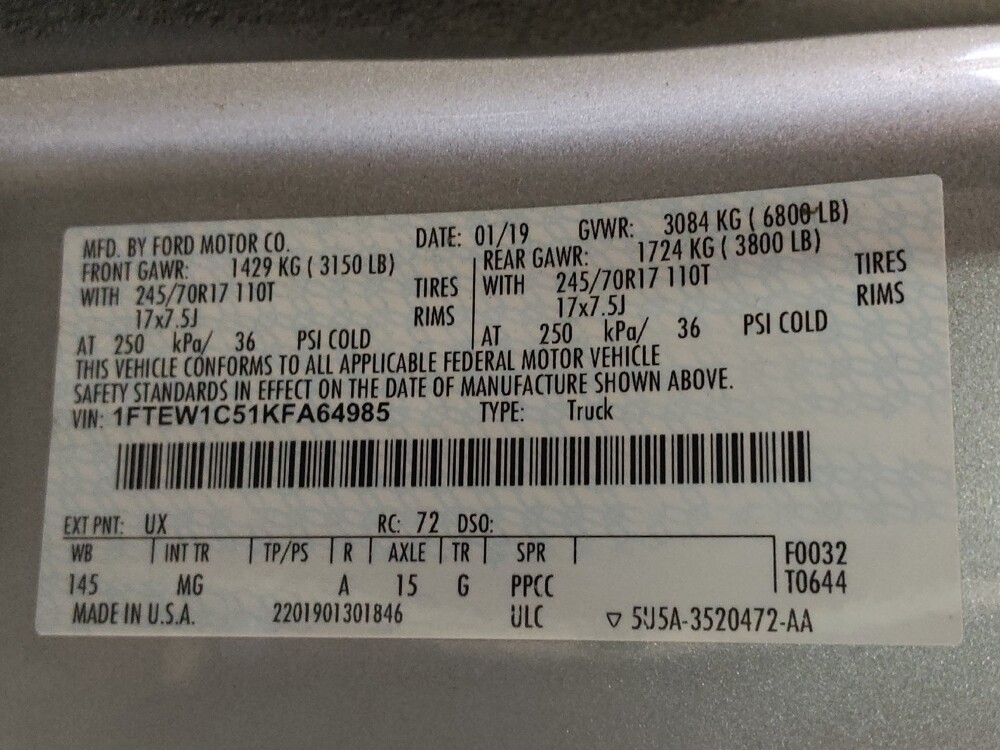 MFD. BY FORD MOTOR CO. DATE: 01/19 GVWR: 3084 KG ( 6800 LB)
FRONT GAWR: 1429 KG ( 3150 LB) REAR GAWR: 1724 KG ( 3800 LB)
WITH 245/70R17 110T TIRES WITH 245/70R17 110T TIRES
17x7.5J RIMS 17x7.5J RIMS
AT 250 kPa/ 36 PSI COLD AT 250 kPa/ 36 PSI COLD
THIS VEHICLE CONFORMS TO ALL APPLICABLE FEDERAL MOTOR VEHICLE
SAFETY STANDARDS IN EFFECT ON THE DATE OF MANUFACTURE SHOWN ABOVE.
VIN: 1FTEW1C51KFA64985 TYPE: Truck
EXT PNT: UX RC: 72 DSO:
WB INT TR TP/PS R AXLE TR SPR F0032
145 MG A 15 G PPCC T0644
MADE IN U.S.A. 2201901301846 ULC ▽ 5U5A-3520472-AA